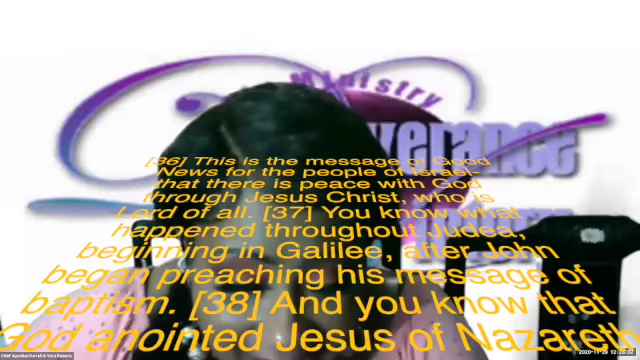 Ministry
verance
[36] This is the message of Good
News for the people of Israel-
that there is peace with God
through Jesus Christ, who is
Lord of all. [37] You know what
happened throughout Judea,
beginning in Galilee, after John
began preaching his message of
baptism. [38] And you know that
God anointed Jesus of Nazareth